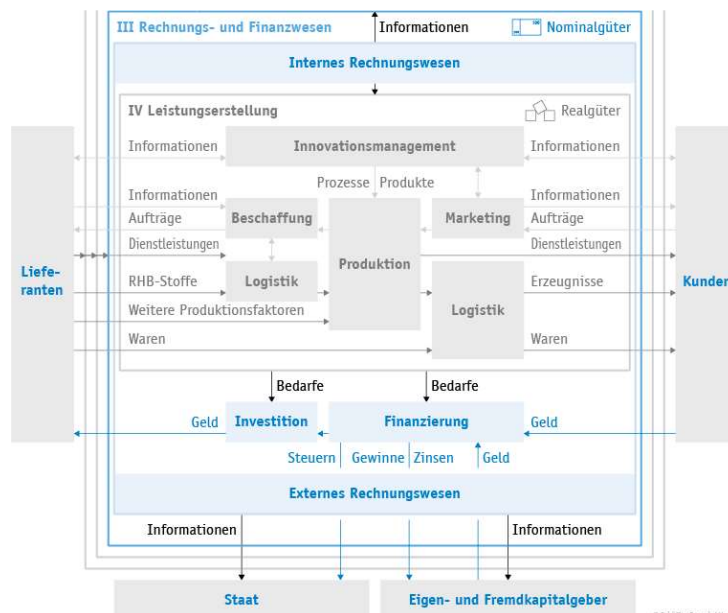 III Rechnungs- und Finanzwesen
Informationen
Nominalgüter
Internes Rechnungswesen
IV Leistungserstellung
Realgüter
Informationen
Innovationsmanagement
Informationen
Prozesse
Produkte
Informationen
Informationen
Aufträge
Beschaffung
Marketing
Aufträge
Dienstleistungen
Dienstleistungen
Liefe-
ranten
Produktion
Kunden
RHB-Stoffe
Logistik
Erzeugnisse
Weitere Produktionsfaktoren
Logistik
Waren
Waren
Bedarfe
Bedarfe
Geld
Investition
Finanzierung
Geld
Steuern
Gewinne
Zinsen
Geld
Externes Rechnungswesen
Informationen
Informationen
Staat
Eigen- und Fremdkapitalgeber